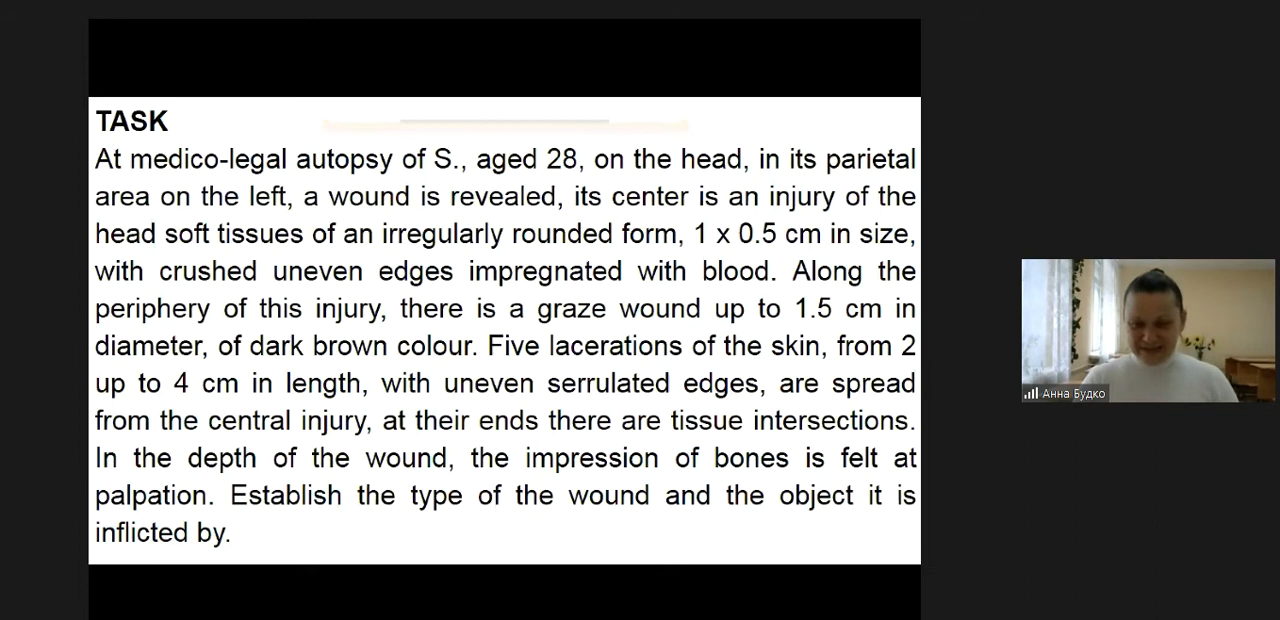 TASK
At medico-legal autopsy of S., aged 28, on the head, in its parietal
area on the left, a wound is revealed, its center is an injury of the
head soft tissues of an irregularly rounded form, 1 x 0.5 cm in size,
with crushed uneven edges impregnated with blood. Along the
periphery of this injury, there is a graze wound up to 1.5 cm in
diameter, of dark brown colour. Five lacerations of the skin, from 2
up to 4 cm in length, with uneven serrulated edges, are spread
from the central injury, at their ends there are tissue intersections.
In the depth of the wound, the impression of bones is felt at
palpation. Establish the type of the wound and the object it is
inflicted by.
Анна Будко